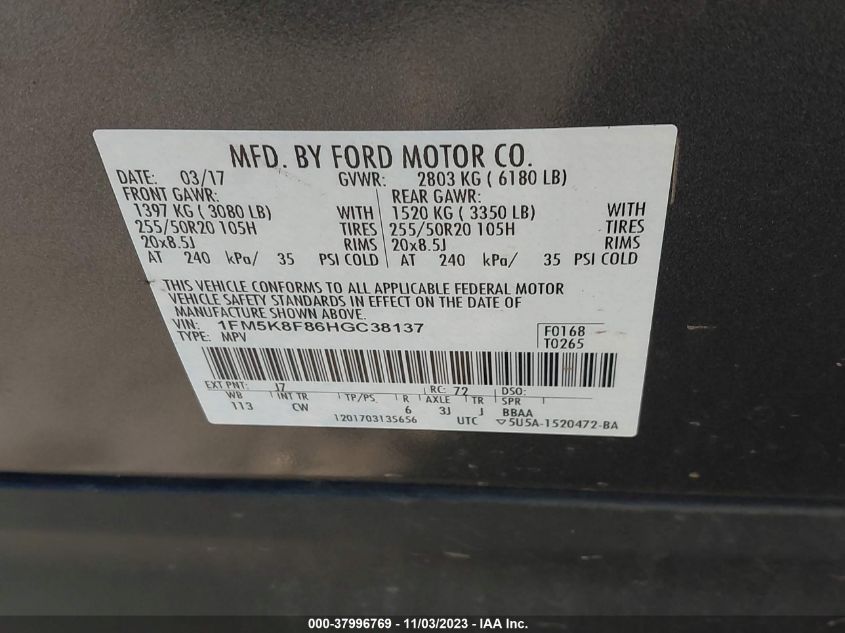 MFD. BY FORD MOTOR CO.
DATE: 03/17 GVWR: 2803 KG ( 6180 LB)
FRONT GAWR: REAR GAWR:
1397 KG ( 3080 LB) WITH 1520 KG ( 3350 LB) WITH
255/50R20 105H TIRES 255/50R20 105H TIRES
20x8.5J RIMS 20x8.5J RIMS
AT 240 kPa/ 35 PSI COLD AT 240 kPa/ 35 PSI COLD
THIS VEHICLE CONFORMS TO ALL APPLICABLE FEDERAL MOTOR
VEHICLE SAFETY STANDARDS IN EFFECT ON THE DATE OF
MANUFACTURE SHOWN ABOVE.
VIN: 1FM5K8F86HGC38137 F0168
TYPE: MPV T0265
EXT PNT: J7 RC: 72 DSO:
WB INT TR TP/PS R AXLE TR SPR
113 CW 6 3J J BBAA
1201703135656 UTC ▽5U5A-1520472-BA
000-37996769 - 11/03/2023 - IAA Inc.